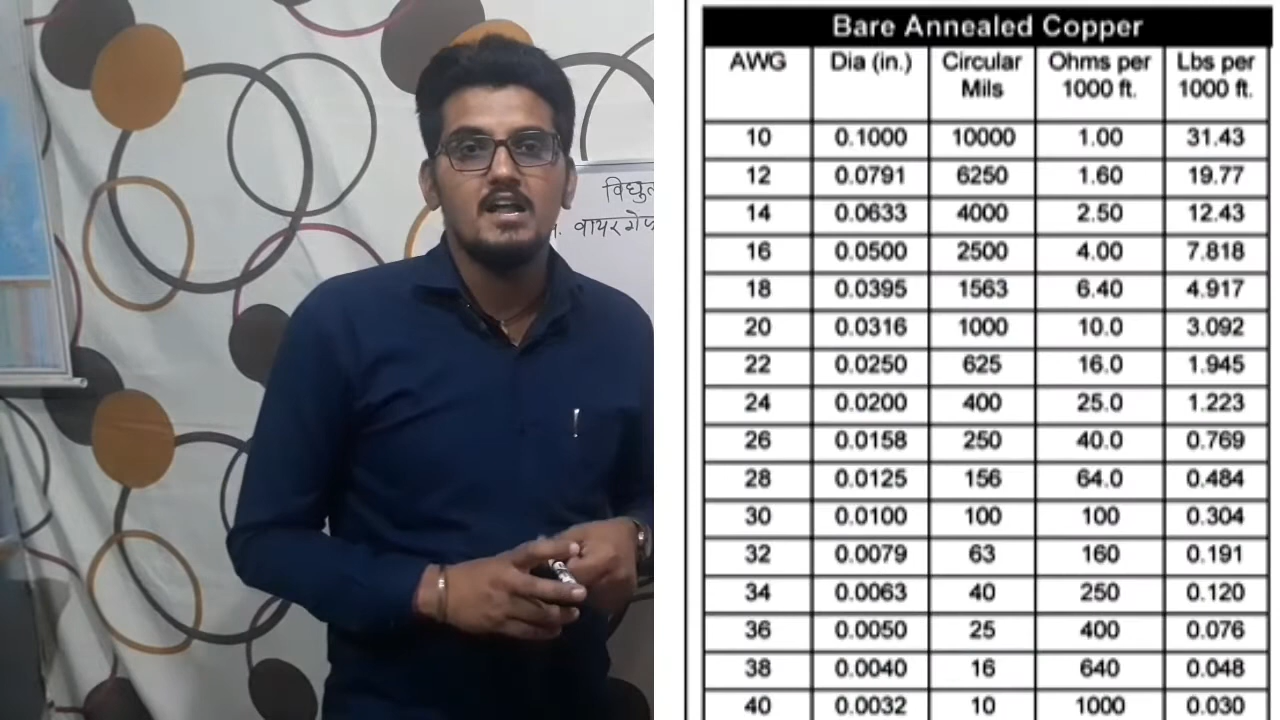 वायर गे
Bare Annealed Copper
AWG Dia (in.) Circular Mils Ohms per 1000 ft. Lbs per 1000 ft.
10 0.1000 10000 1.00 31.43
12 0.0791 6250 1.60 19.77
14 0.0633 4000 2.50 12.43
16 0.0500 2500 4.00 7.818
18 0.0395 1563 6.40 4.917
20 0.0316 1000 10.0 3.092
22 0.0250 625 16.0 1.945
24 0.0200 400 25.0 1.223
26 0.0158 250 40.0 0.769
28 0.0125 156 64.0 0.484
30 0.0100 100 100 0.304
32 0.0079 63 160 0.191
34 0.0063 40 250 0.120
36 0.0050 25 400 0.076
38 0.0040 16 640 0.048
40 0.0032 10 1000 0.030